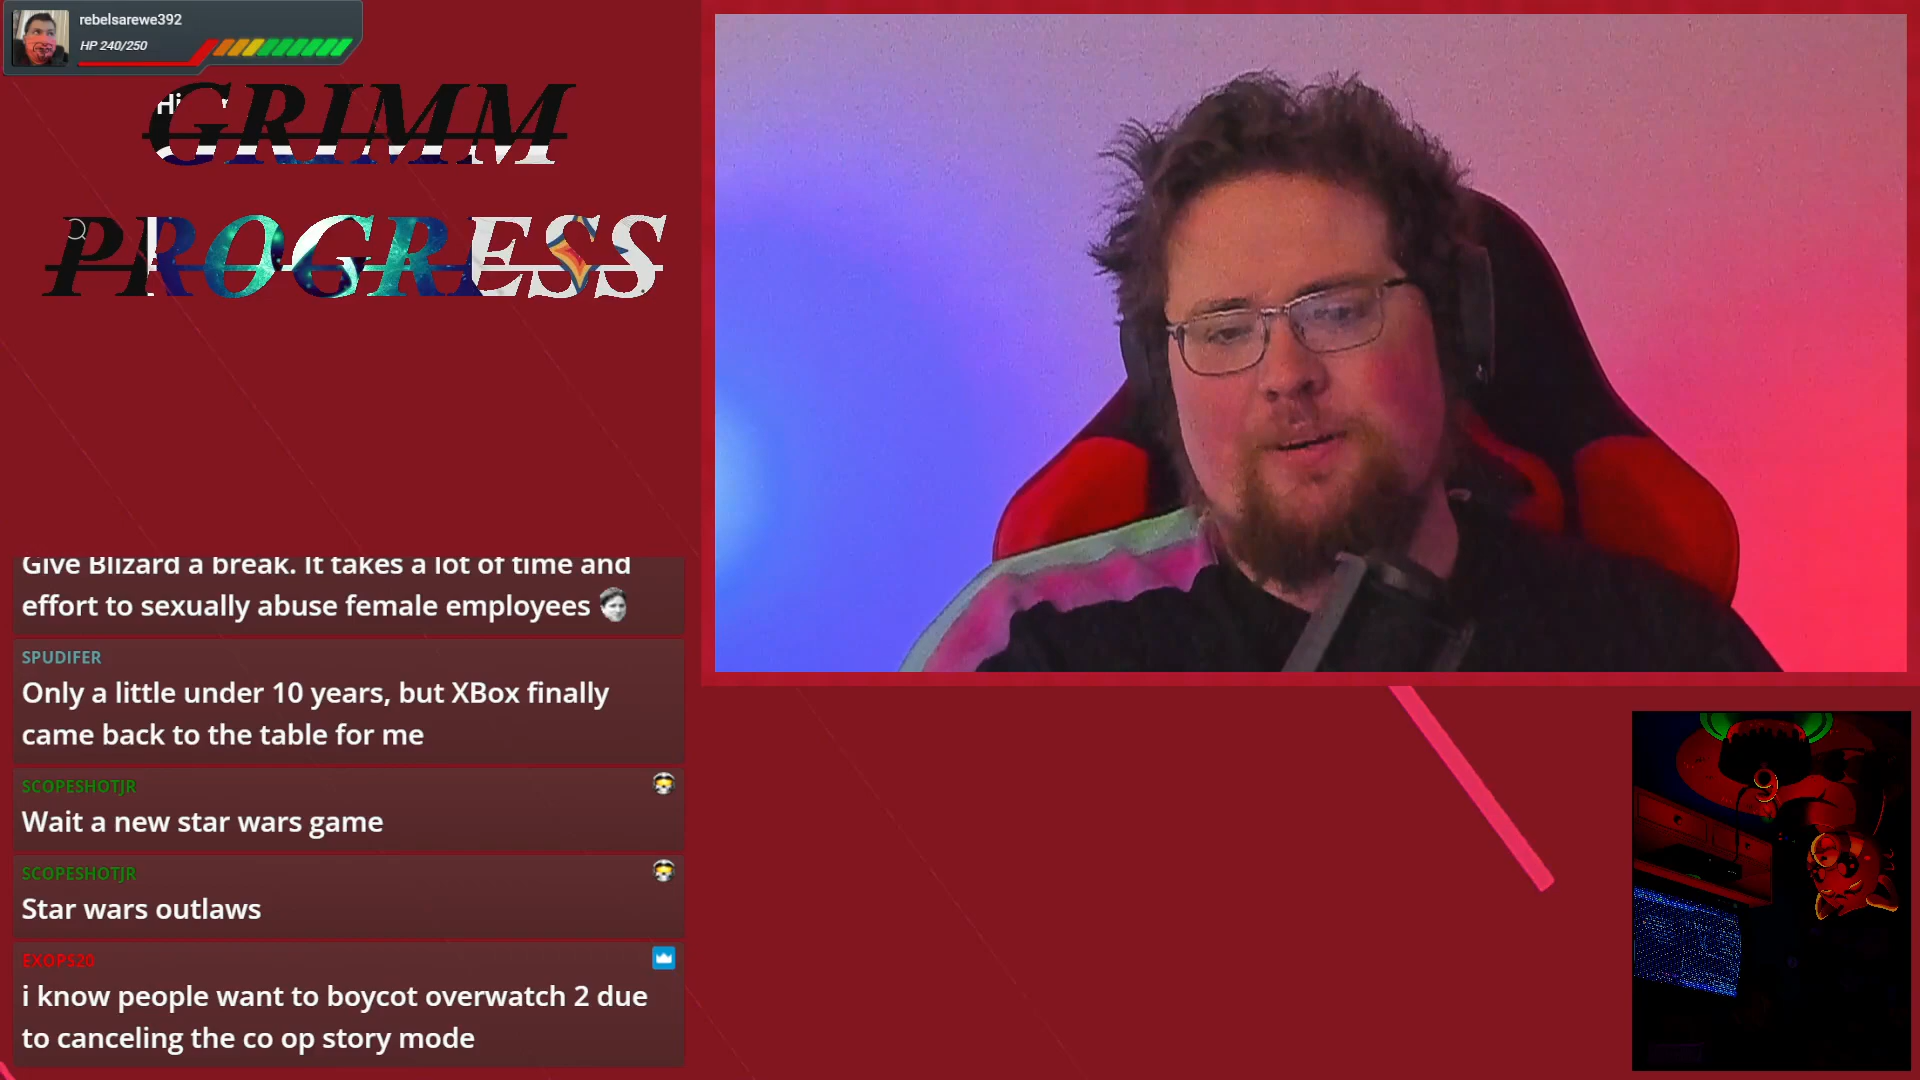 rebelsarewe392
HP 240/250
GRIMM
PROGRESS
Give Blizard a break. It takes a lot of time and
effort to sexually abuse female employees
SPUDIFER
Only a little under 10 years, but XBox finally
came back to the table for me
SCOPESHOTJR
Wait a new star wars game
SCOPESHOTJR
Star wars outlaws
EXOPS20
i know people want to boycot overwatch 2 due
to canceling the co op story mode